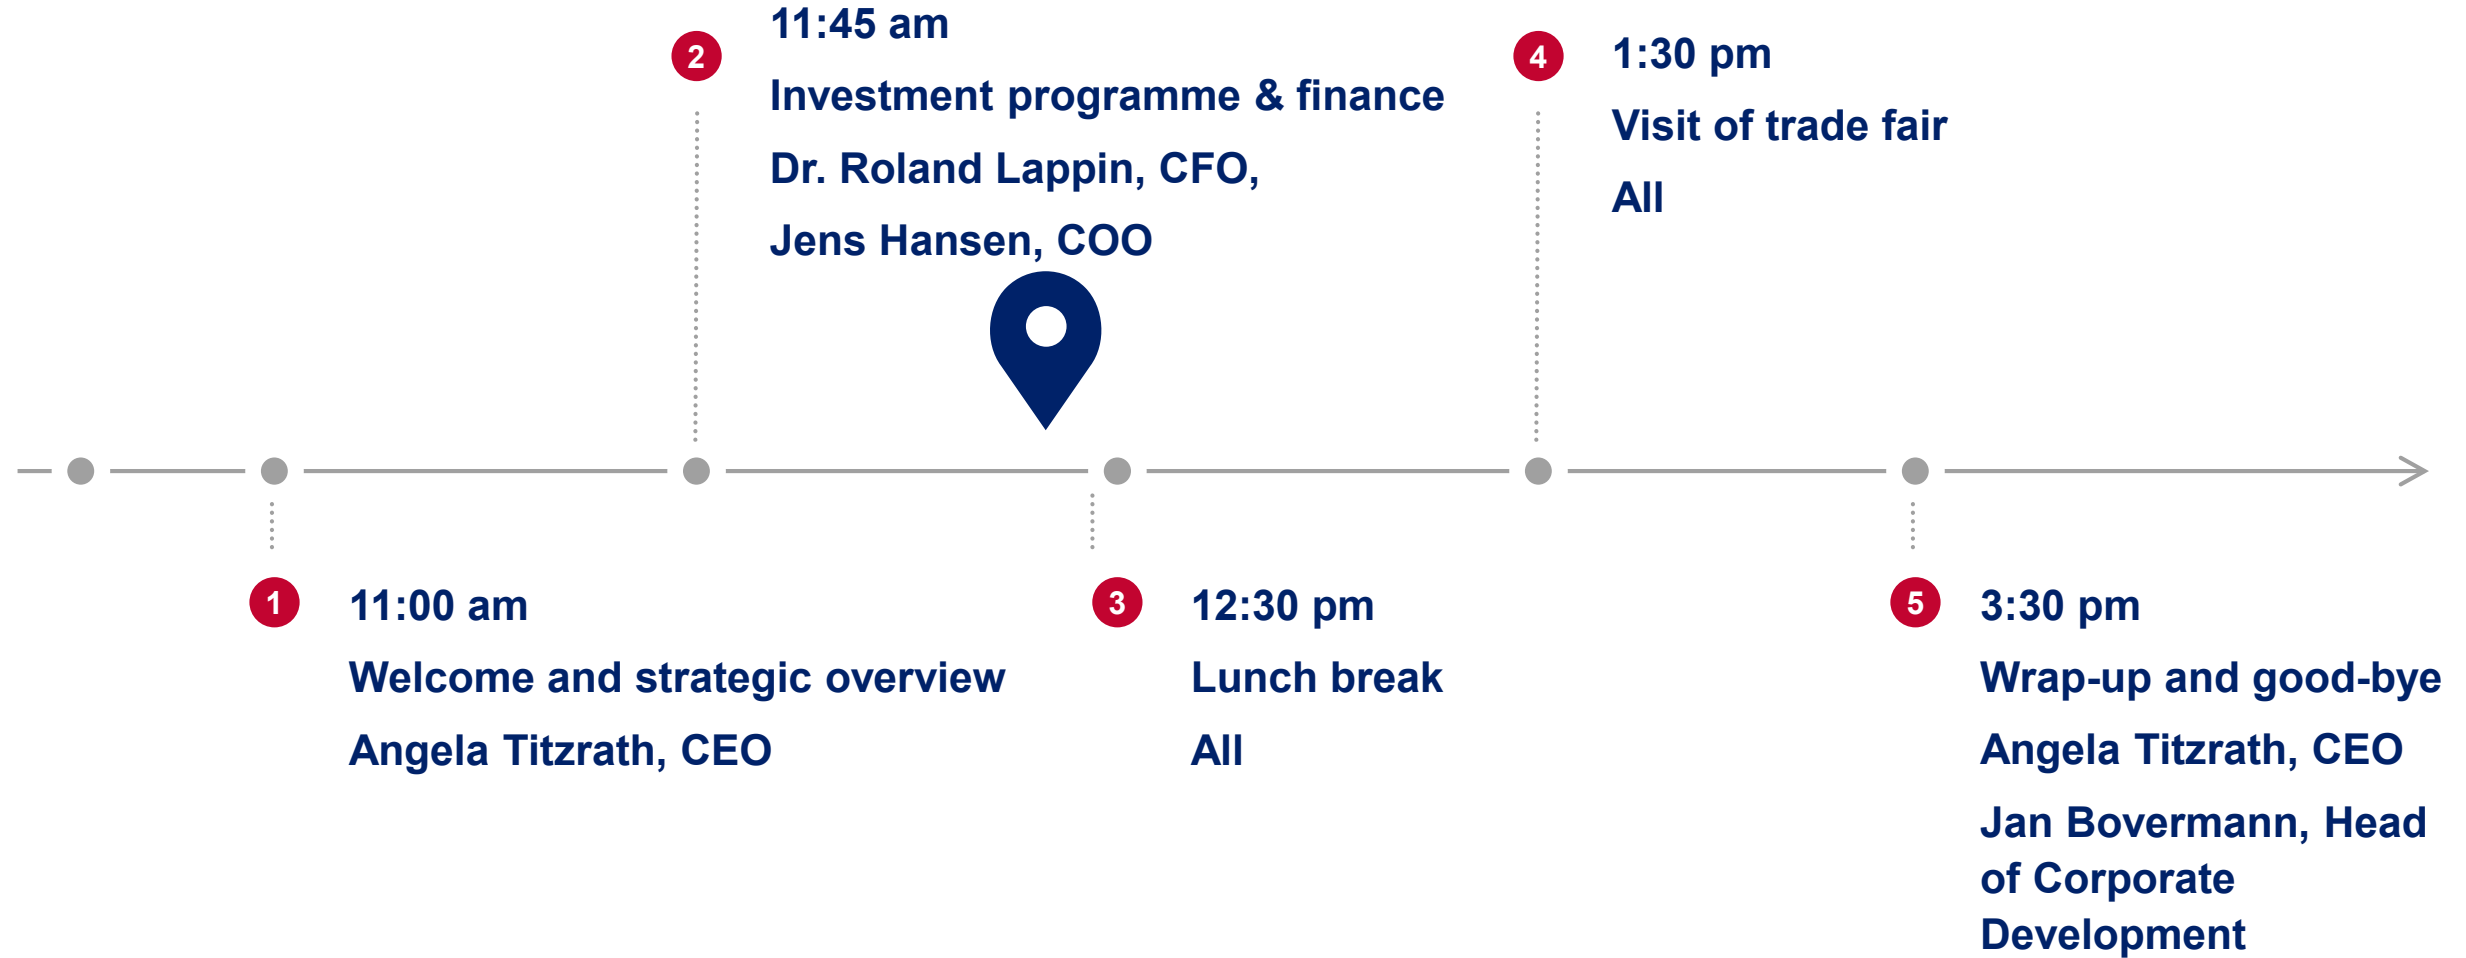 1
11:00 am
Welcome and strategic overview
Angela Titzrath, CEO
2
11:45 am
Investment programme & finance
Dr. Roland Lappin, CFO,
Jens Hansen, COO
3
12:30 pm
Lunch break
All
4
1:30 pm
Visit of trade fair
All
5
3:30 pm
Wrap-up and good-bye
Angela Titzrath, CEO
Jan Bovermann, Head
of Corporate
Development